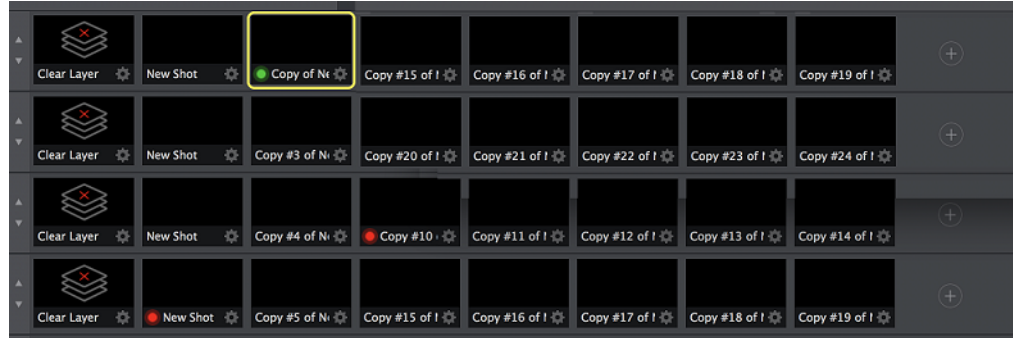 Clear Layer New Shot Copy of Ne Copy #15 of Copy #16 of Copy #17 of Copy #18 of Copy #19 of
Clear Layer New Shot Copy #3 of Copy #20 of Copy #21 of Copy #22 of Copy #23 of Copy #24 of
Clear Layer New Shot Copy #4 of Copy #10 Copy #11 of Copy #12 of Copy #13 of Copy #14 of
Clear Layer New Shot Copy #5 of Copy #15 of Copy #16 of Copy #17 of Copy #18 of Copy #19 of